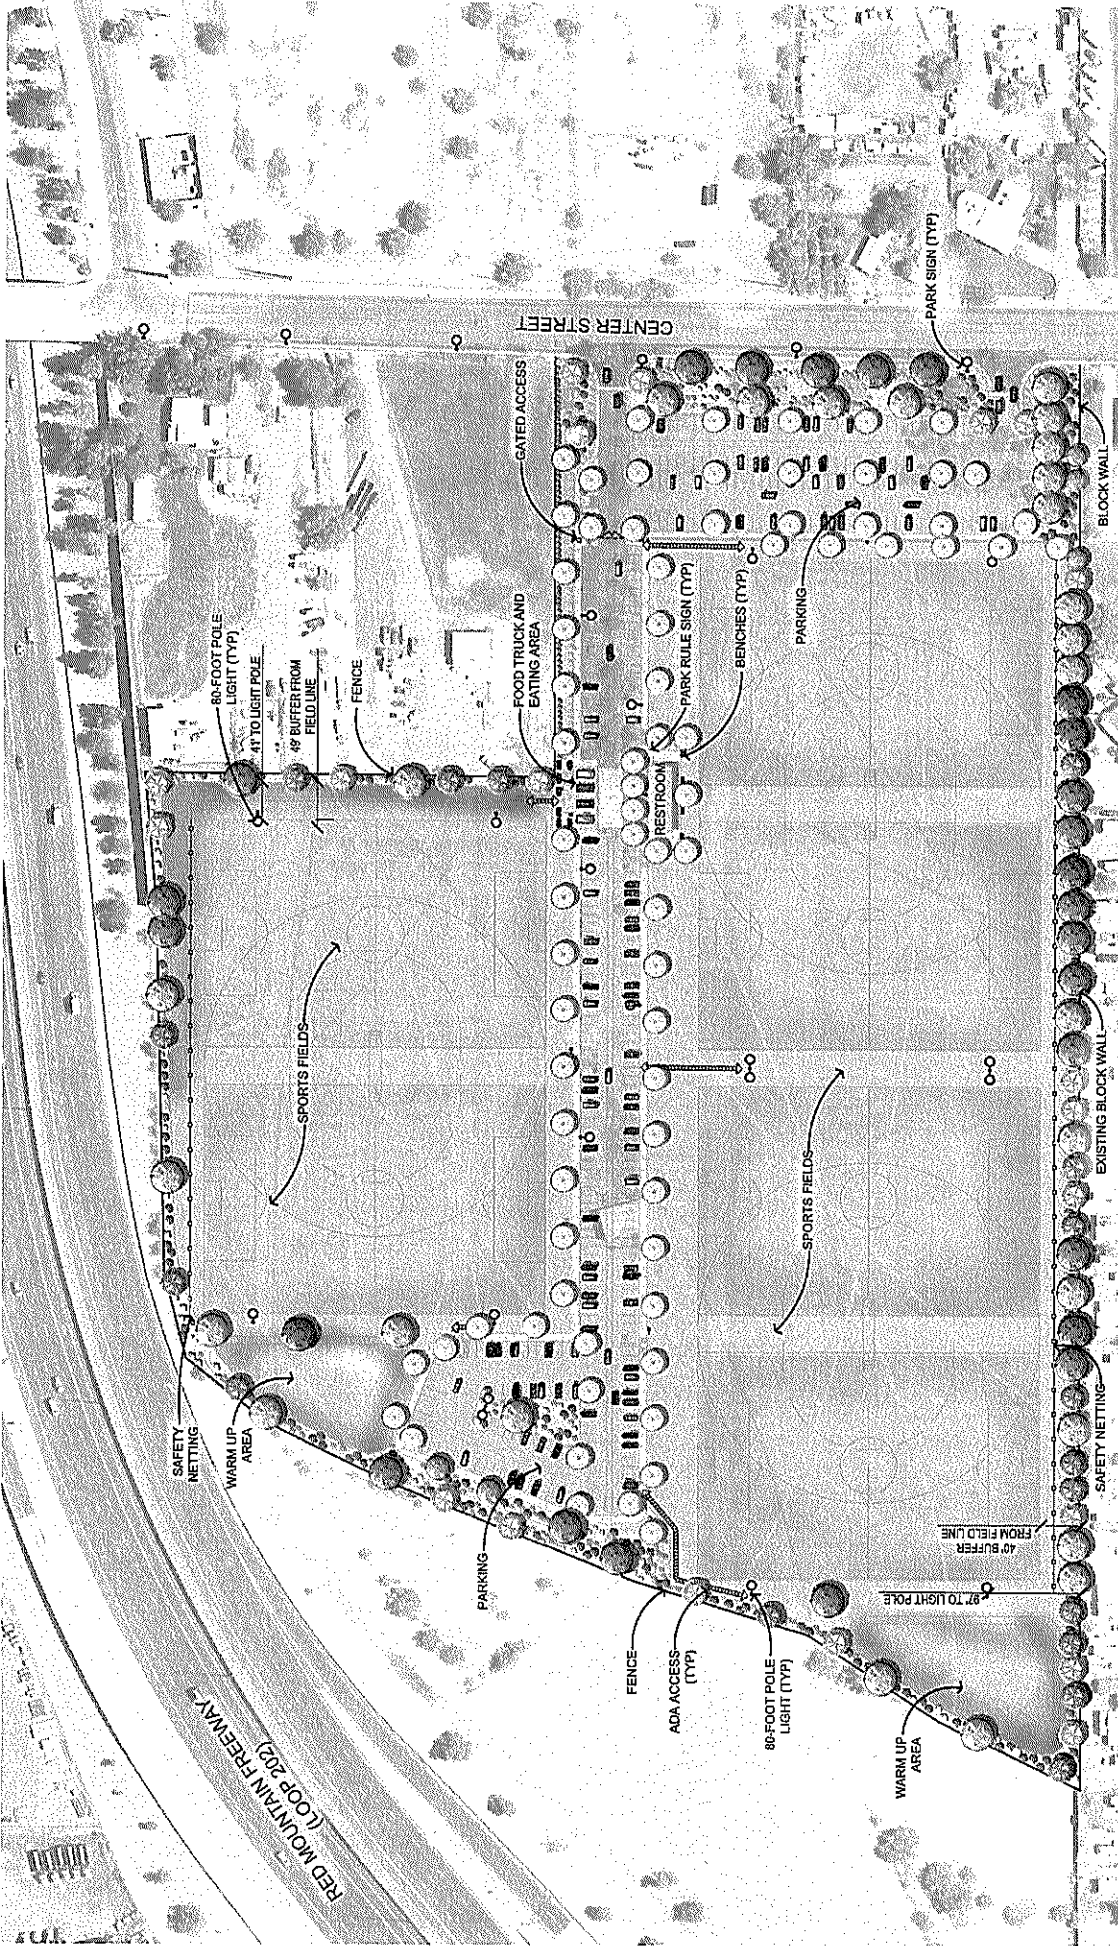 RED MOUNTAIN FREEWAY
(LOOP 202)
SAFETY
NETTING
WARM UP
AREA
PARKING
FENCE
ADA ACCESS
(TYP)
80-FOOT POLE
LIGHT (TYP)
WARM UP
AREA
SPORTS FIELDS
80-FOOT POLE
LIGHT (TYP)
41' TO LIGHT POLE
49' BUFFER FROM
FIELD LINE
FENCE
FOOD TRUCK AND
EATING AREA
GATED ACCESS
CENTER STREET
RESTROOM
PARK RULE SIGN (TYP)
BENCHES (TYP)
PARKING
PARK SIGN (TYP)
SPORTS FIELDS
97' TO LIGHT POLE
40' BUFFER
FROM FIELD LINE
SAFETY NETTING
EXISTING BLOCK WALL
BLOCK WALL